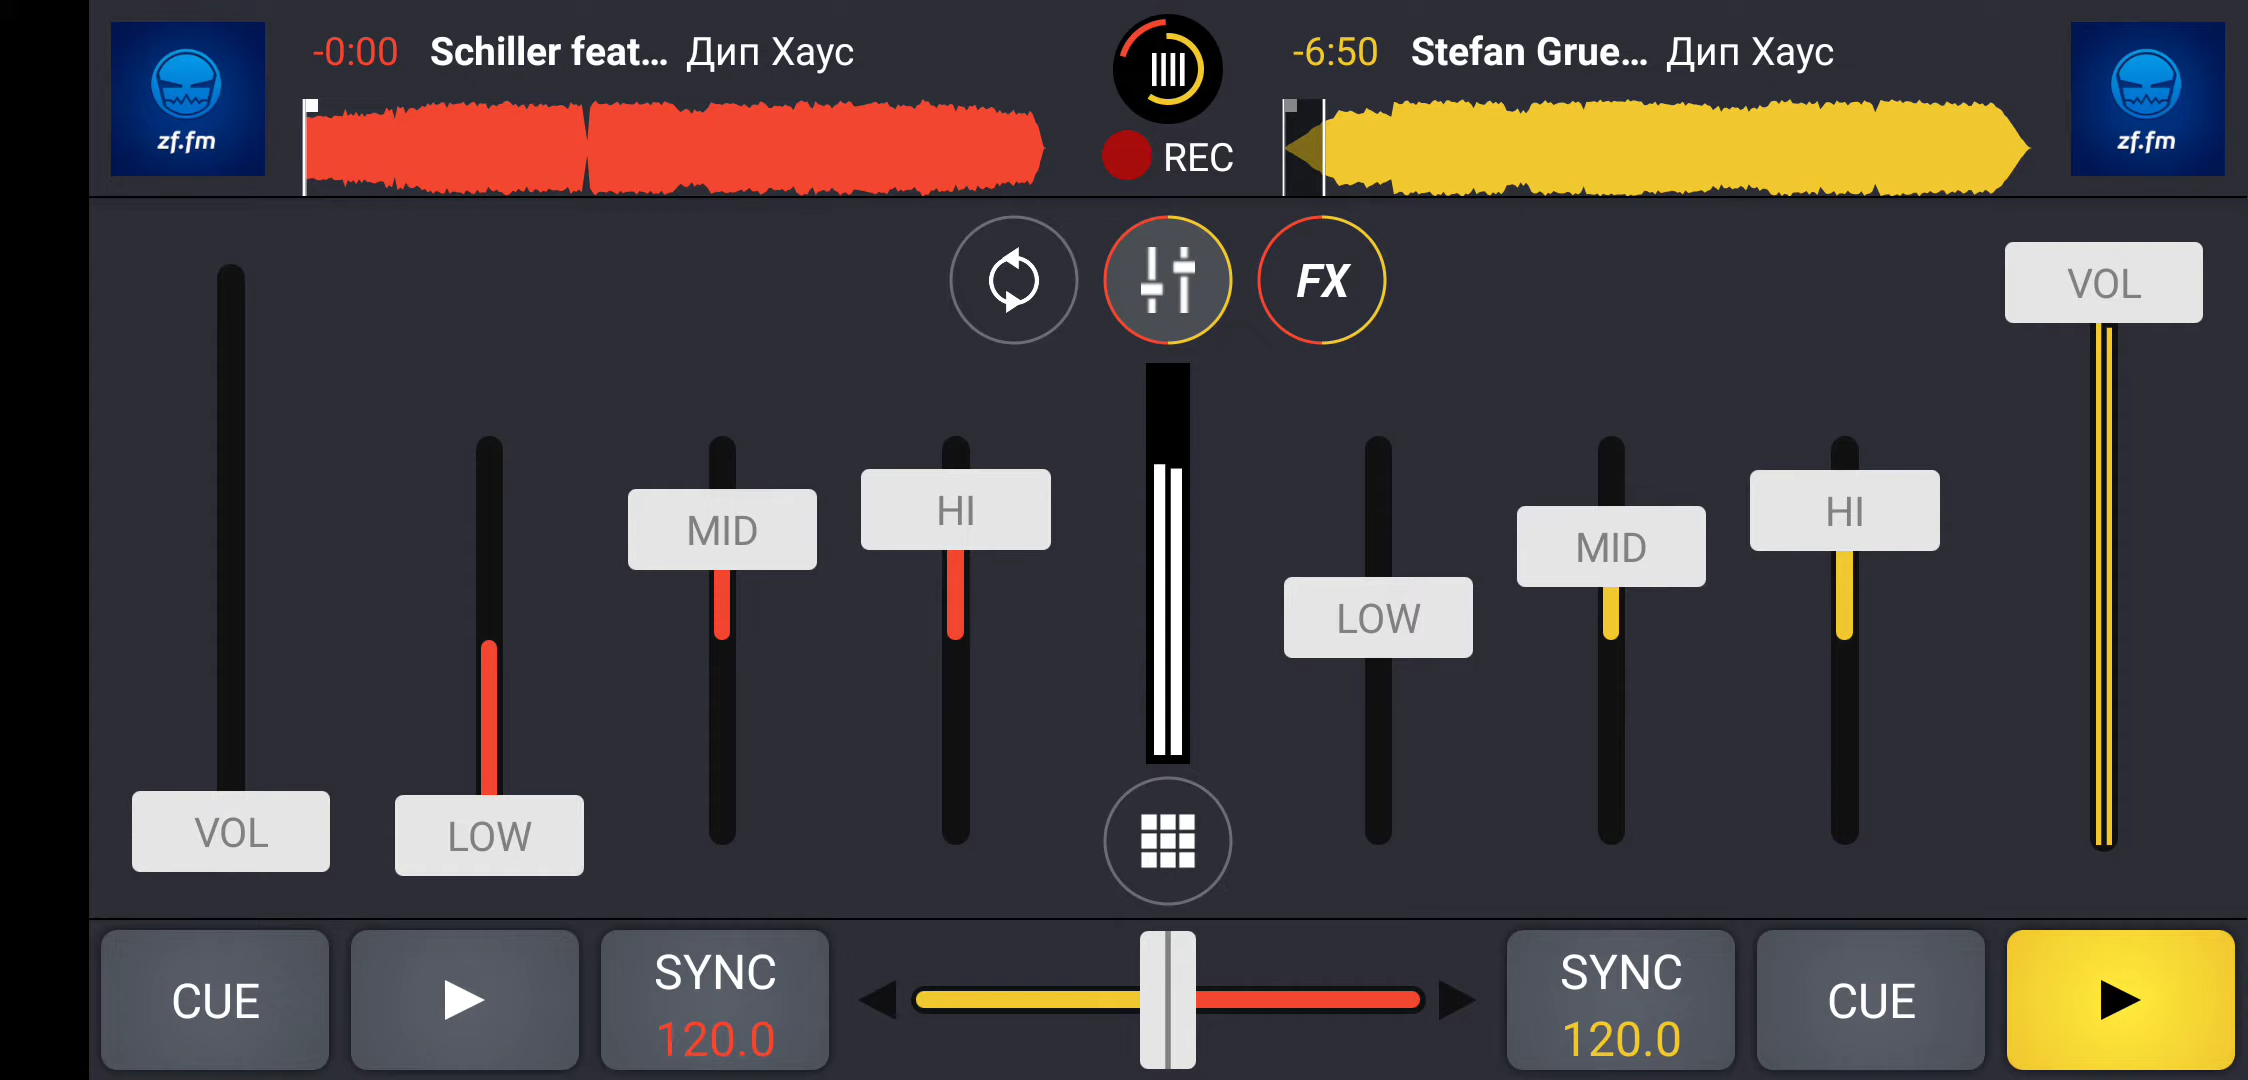 zf.fm
-0:00 Schiller feat... Дип Хаус
REC
-6:50 Stefan Grue... Дип Хаус
zf.fm
FX
VOL
LOW
MID
HI
LOW
MID
HI
VOL
CUE
SYNC
120.0
SYNC
120.0
CUE